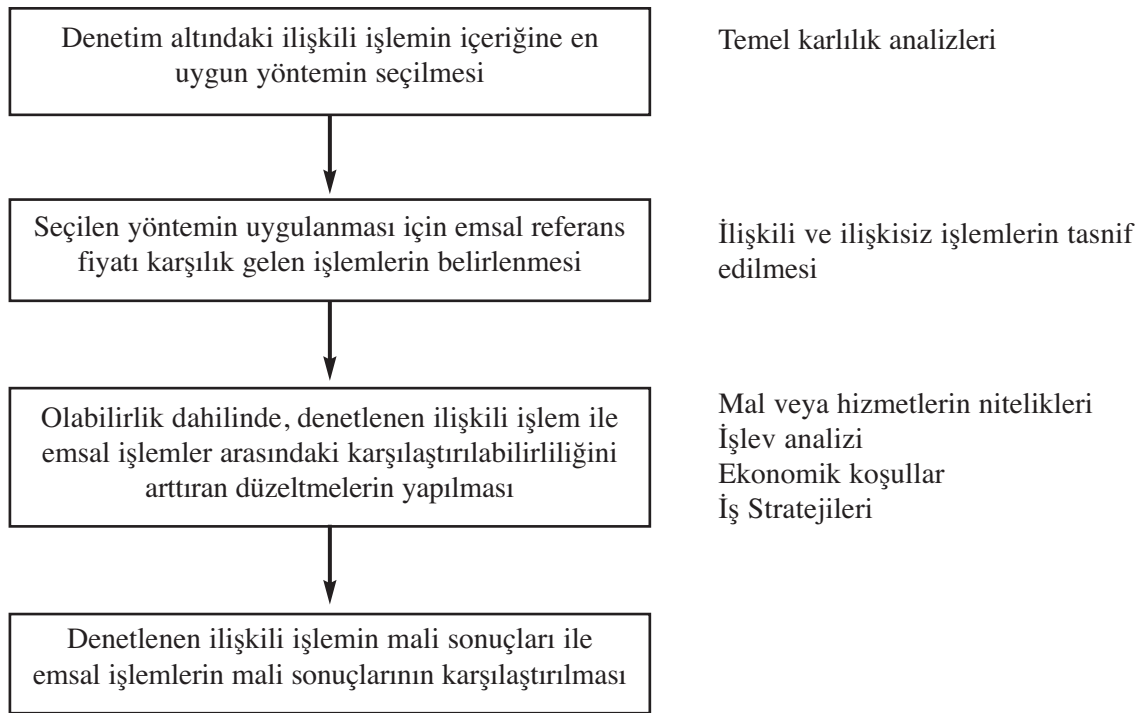 Denetim altındaki ilişkili işlemin içeriğine en
uygun yöntemin seçilmesi
Temel karlılık analizleri
Seçilen yöntemin uygulanması için emsal referans
fiyatı karşılık gelen işlemlerin belirlenmesi
İlişkili ve ilişkisiz işlemlerin tasnif
edilmesi
Olabilirlik dahilinde, denetlenen ilişkili işlem ile
emsal işlemler arasındaki karşılaştırılabilirliliğini
arttıran düzeltmelerin yapılması
Mal veya hizmetlerin nitelikleri
İşlev analizi
Ekonomik koşullar
İş Stratejileri
Denetlenen ilişkili işlemin mali sonuçları ile
emsal işlemlerin mali sonuçlarının karşılaştırılması